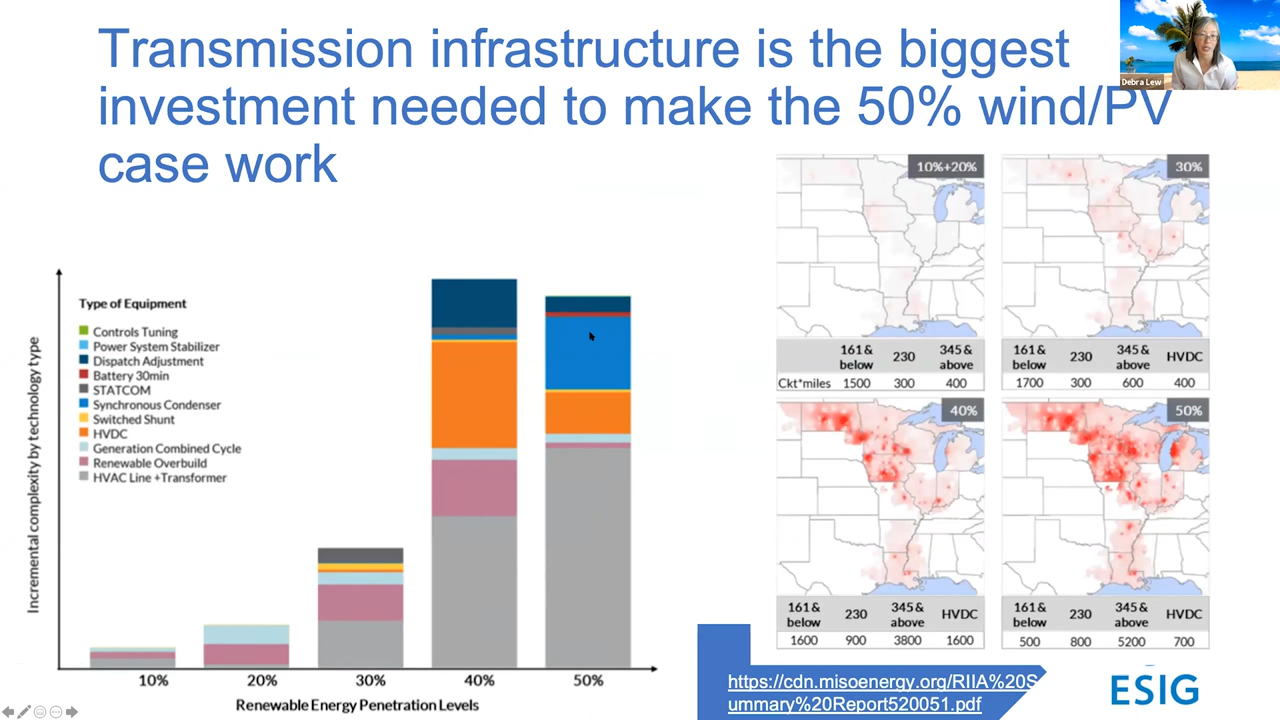 Transmission infrastructure is the biggest
investment needed to make the 50% wind/PV
case work
Debra Lew
Incremental complexity by technology type
Type of Equipment
Controls Tuning
Power System Stabilizer
Dispatch Adjustment
Battery 30min
STATCOM
Synchronous Condenser
Switched Shunt
HVDC
Generation Combined Cycle
Renewable Overbuild
HVAC Line +Transformer
10% 20% 30% 40% 50%
Renewable Energy Penetration Levels
10%+20%
161 & below 230 345 & above
Ckt*miles 1500 300 400
30%
161 & below 230 345 & above HVDC
1700 300 600 400
40%
161 & below 230 345 & above HVDC
1600 900 3800 1600
50%
161 & below 230 345 & above HVDC
500 800 5200 700
https://cdn.misoenergy.org/RIIA%20S
ummary%20Report520051.pdf
ESIG